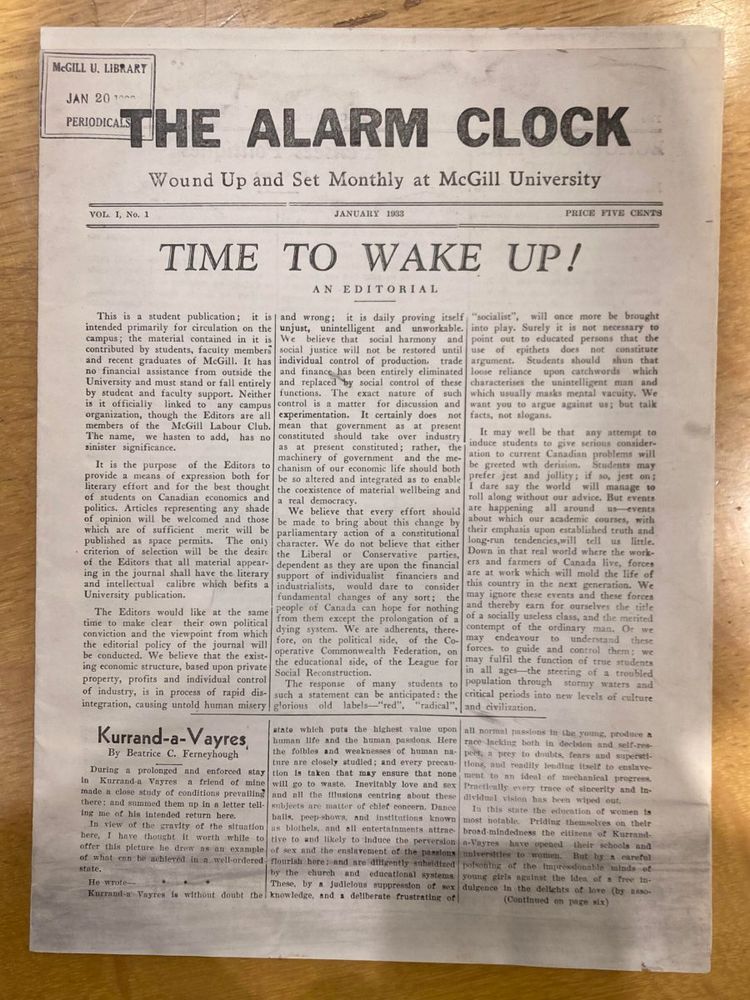 McGILL U. LIBRARY
JAN 20
PERIODICALS
THE ALARM CLOCK
Wound Up and Set Monthly at McGill University
VOL. I, No. 1
JANUARY 1933
PRICE FIVE CENTS
TIME TO WAKE UP!
AN EDITORIAL
This is a student publication; it is
intended primarily for circulation on the
campus; the material contained in it is
contributed by students, faculty members
and recent graduates of McGill. It has
no financial assistance from outside the
University and must stand or fall entirely
by student and faculty support. Neither
is it officially linked to any campus
organization, though the Editors are all
members of the McGill Labour Club.
The name, we hasten to add, has no
sinister significance.
It is the purpose of the Editors to
provide a means of expression both for
literary effort and for the best thought
of students on Canadian economics and
politics. Articles representing any shade
of opinion will be welcomed and those
which are of sufficient merit will be
published as space permits. The only
criterion of selection will be the desire
of the Editors that all material appear-
ing in the journal shall have the literary
and intellectual calibre which befits a
University publication.
The Editors would like at the same
time to make clear their own political
conviction and the viewpoint from which
the editorial policy of the journal will
be conducted. We believe that the exist-
ing economic structure, based upon private
property, profits and individual control
of industry, is in process of rapid dis-
integration, causing untold human misery
and wrong; it is daily proving itself
unjust, unintelligent and unworkable.
We believe that social harmony and
social justice will not be restored until
individual control of production, trade
and finance has been entirely eliminated
and replaced by social control of these
functions. The exact nature of such
control is a matter for discussion and
experimentation. It certainly does not
mean that government as at present
constituted should take over industry
as at present constituted; rather, the
machinery of government and the me-
chanism of our economic life should both
be so altered and integrated as to enable
the coexistence of material wellbeing and
a real democracy.
We believe that every effort should
be made to bring about this change by
parliamentary action of a constitutional
character. We do not believe that either
the Liberal or Conservative parties,
dependent as they are upon the financial
support of individualist financiers and
industrialists, would dare to consider
fundamental changes of any sort; the
people of Canada can hope for nothing
from them except the prolongation of a
dying system. We are adherents, there-
fore, on the political side, of the Co-
operative Commonwealth Federation, on
the educational side, of the League for
Social Reconstruction.
The response of many students to
such a statement can be anticipated: the
glorious old labels—"red", "radical",
"socialist", will once more be brought
into play. Surely it is not necessary to
point out to educated persons that the
use of epithets does not constitute
argument. Students should shun that
loose reliance upon catchwords which
characterises the unintelligent man and
which usually masks mental vacuity. We
want you to argue against us; but talk
facts, not slogans.
It may well be that any attempt to
induce students to give serious consider-
ation to current Canadian problems will
be greeted wth derision. Students may
prefer jest and jollity; if so, jest on;
I dare say the world will manage to
roll along without our advice. But events
are happening all around us—events
about which our academic courses, with
their emphasis upon established truth and
long-run tendencies,will tell us little.
Down in that real world where the work-
ers and farmers of Canada live, forces
are at work which will mold the life of
this country in the next generation. We
may ignore these events and these forces
and thereby earn for ourselves the title
of a socially useless class, and the merited
contempt of the ordinary man. Or we
may endeavour to understand these
forces. to guide and control them; we
may fulfil the function of true students
in all ages—the steering of a troubled
population through stormy waters and
critical periods into new levels of culture
and civilization.
Kurrand-a-Vayres
By Beatrice C. Ferneyhough
During a prolonged and enforced stay
in Kurrand-a Vayres a friend of mine
made a close study of conditions prevailing
there; and summed them up in a letter tell-
ing me of his intended return here.
In view of the gravity of the situation
here, I have thought it worth while to
offer this picture he drew as an example
of what can be achieved in a well-ordered
state.
He wrote— * * *
Kurrand-a Vayres is without doubt the
state which puts the highest value upon
human life and the human passions. Here
the foibles and weaknesses of human na-
ture are closely studied; and every precau-
tion is taken that may ensure that none
will go to waste. Inevitably love and sex
and all the illusions centring about these
subjects are matter of chief concern. Dance
halls, peep-shows, and institutions known
as blothels, and all entertainments attrac-
tive to and likely to induce the perversion
of sex and the enslavement of the passions
flourish here; and are diligently subsidized
by the church and educational systems.
These, by a judicious suppression of sex
knowledge, and a deliberate frustrating of
all normal passions in the young, produce a
race lacking both in decision and self-res-
pect, a prey to doubts, fears and supersti-
tions, and readily lending itself to enslave-
ment to an ideal of mechanical progress.
Practically every trace of sincerity and in-
dividual vision has been wiped out.
In this state the education of women is
most notable. Priding themselves on their
broad-mindedness the citizens of Kurrand-
a-Vayres have opened their schools and
universities to women. But by a careful
poisoning of the impressionable minds of
young girls against the idea of a free in-
dulgence in the delights of love (by asso-
(Continued on page six)